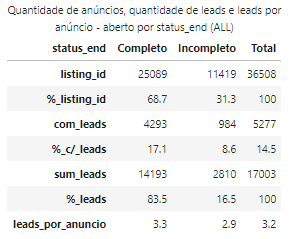 Quantidade de anúncios, quantidade de leads e leads por
anúncio - aberto por status_end (ALL)
status_end Completo Incompleto Total
listing_id 25089 11419 36508
%_listing_id 68.7 31.3 100
com_leads 4293 984 5277
%_c/_leads 17.1 8.6 14.5
sum_leads 14193 2810 17003
%_leads 83.5 16.5 100
leads_por_anuncio 3.3 2.9 3.2